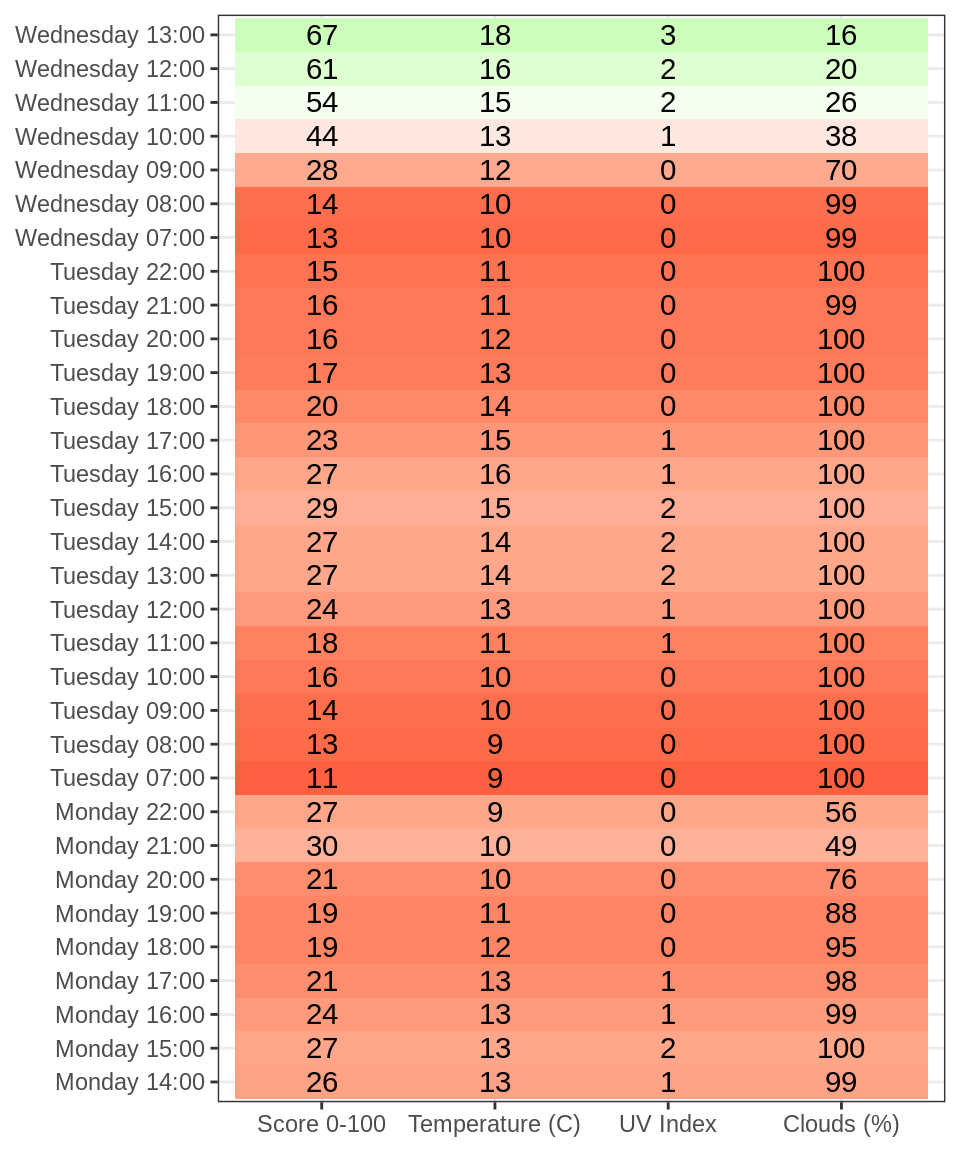 Wednesday 13:00 67 18 3 16
Wednesday 12:00 61 16 2 20
Wednesday 11:00 54 15 2 26
Wednesday 10:00 44 13 1 38
Wednesday 09:00 28 12 0 70
Wednesday 08:00 14 10 0 99
Wednesday 07:00 13 10 0 99
Tuesday 22:00 15 11 0 100
Tuesday 21:00 16 11 0 99
Tuesday 20:00 16 12 0 100
Tuesday 19:00 17 13 0 100
Tuesday 18:00 20 14 0 100
Tuesday 17:00 23 15 1 100
Tuesday 16:00 27 16 1 100
Tuesday 15:00 29 15 2 100
Tuesday 14:00 27 14 2 100
Tuesday 13:00 27 14 2 100
Tuesday 12:00 24 13 1 100
Tuesday 11:00 18 11 1 100
Tuesday 10:00 16 10 0 100
Tuesday 09:00 14 10 0 100
Tuesday 08:00 13 9 0 100
Tuesday 07:00 11 9 0 100
Monday 22:00 27 9 0 56
Monday 21:00 30 10 0 49
Monday 20:00 21 10 0 76
Monday 19:00 19 11 0 88
Monday 18:00 19 12 0 95
Monday 17:00 21 13 1 98
Monday 16:00 24 13 1 99
Monday 15:00 27 13 2 100
Monday 14:00 26 13 1 99
Score 0-100 Temperature (C) UV Index Clouds (%)